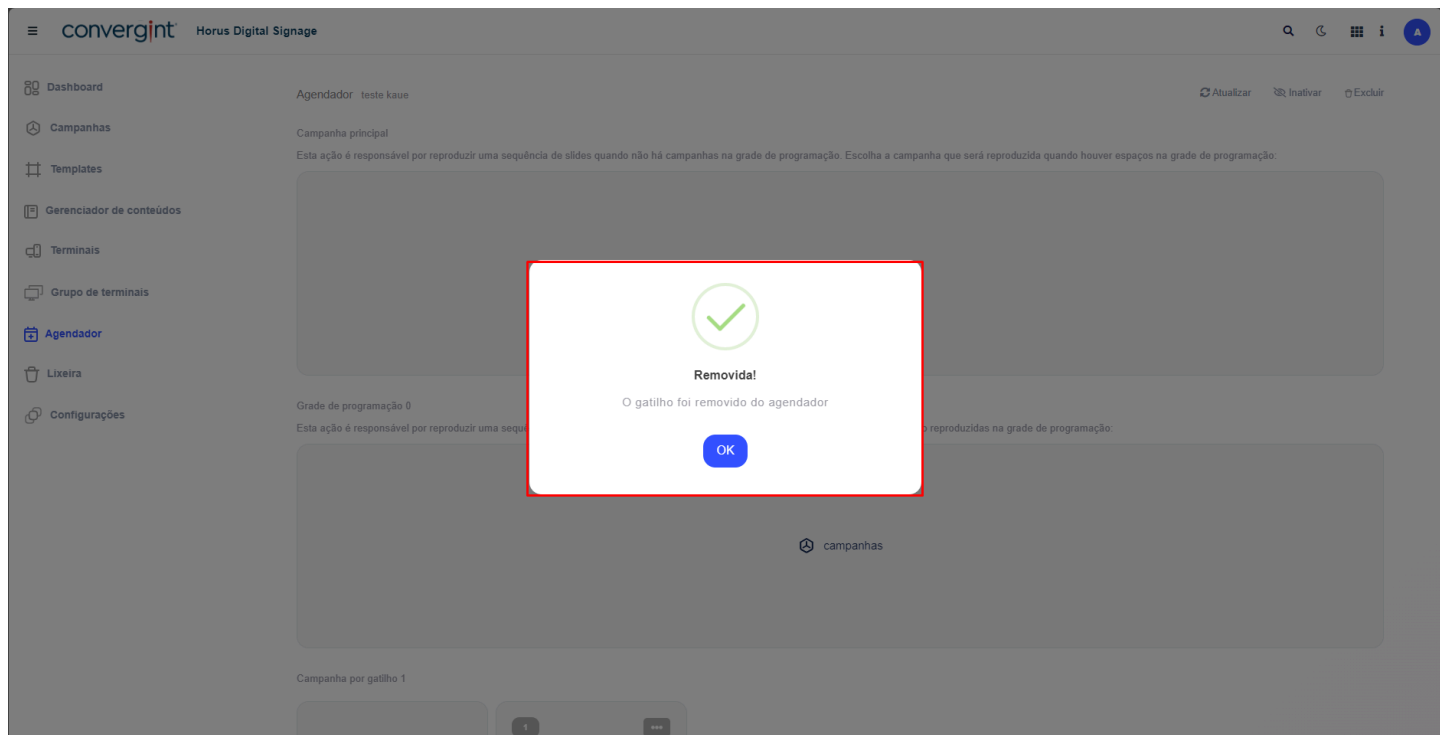 convergint Horus Digital Signage
A
Dashboard
Campanhas
Templates
Gerenciador de conteúdos
Terminais
Grupo de terminais
Agendador
Lixeira
Configurações
Agendador teste kaue
Atualizar Inativar Excluir
Campanha principal
Esta ação é responsável por reproduzir uma sequência de slides quando não há campanhas na grade de programação. Escolha a campanha que será reproduzida quando houver espaços na grade de programação:
Removida!
O gatilho foi removido do agendador
OK
Grade de programação 0
Esta ação é responsável por reproduzir uma
reproduzidas na grade de programação:
campanhas
Campanha por gatilho 1
1